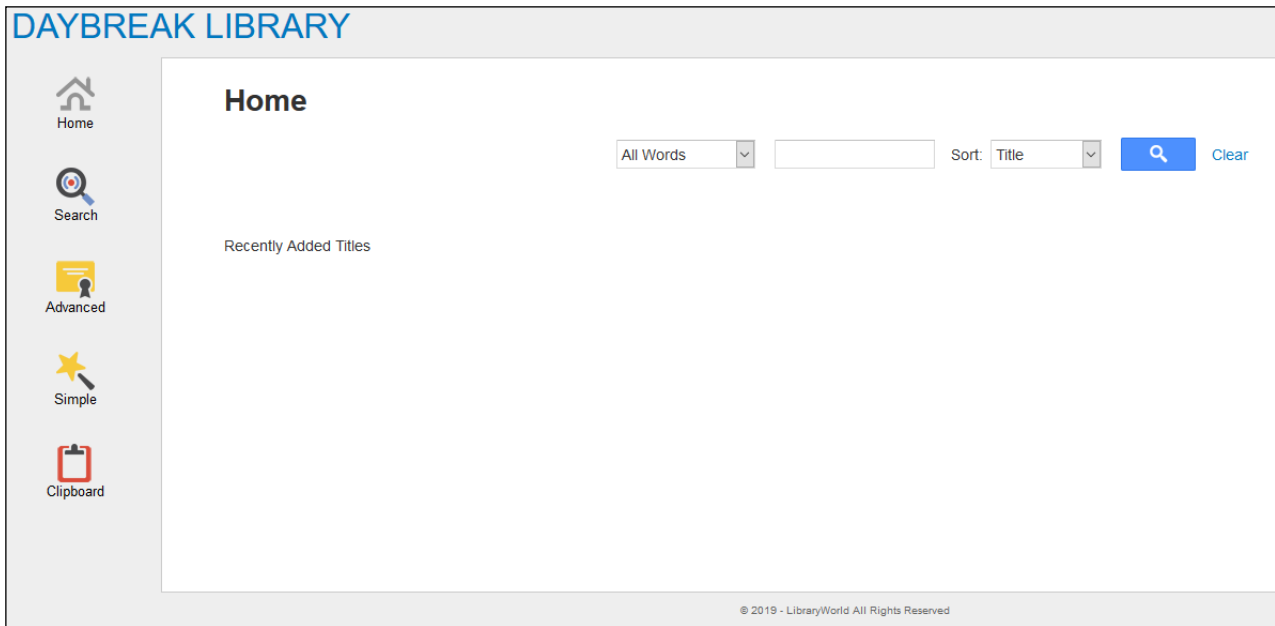 DAYBREAK LIBRARY
Home
Search
Advanced
Simple
Clipboard
Home
All Words Sort: Title Clear
Recently Added Titles
© 2019 - LibraryWorld All Rights Reserved